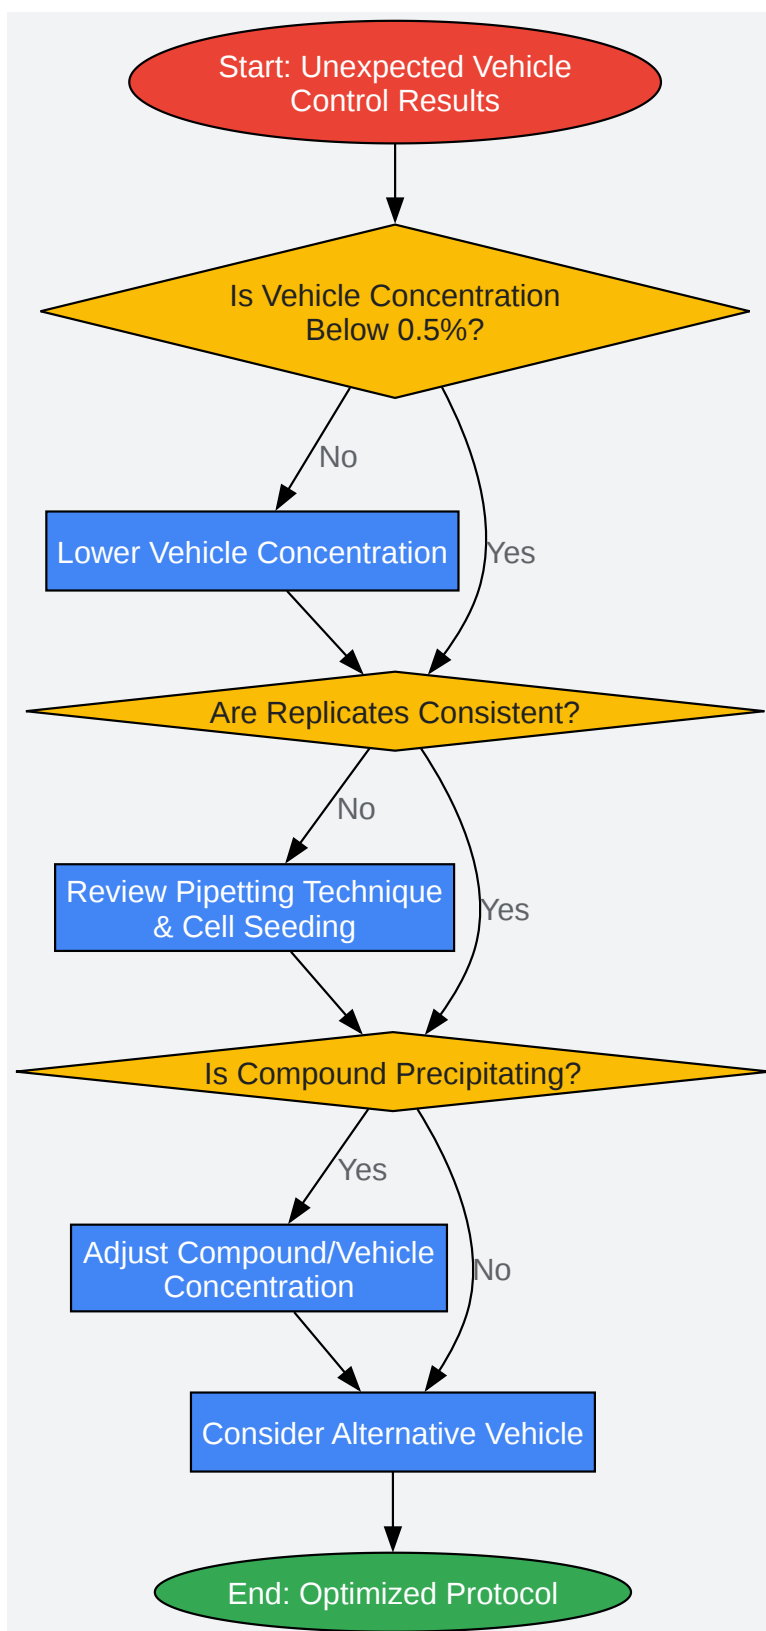 Start: Unexpected Vehicle
Control Results
Is Vehicle Concentration
Below 0.5%?
No
Lower Vehicle Concentration
Yes
Are Replicates Consistent?
No
Review Pipetting Technique
& Cell Seeding
Yes
Is Compound Precipitating?
Yes
Adjust Compound/Vehicle
Concentration
No
Consider Alternative Vehicle
End: Optimized Protocol